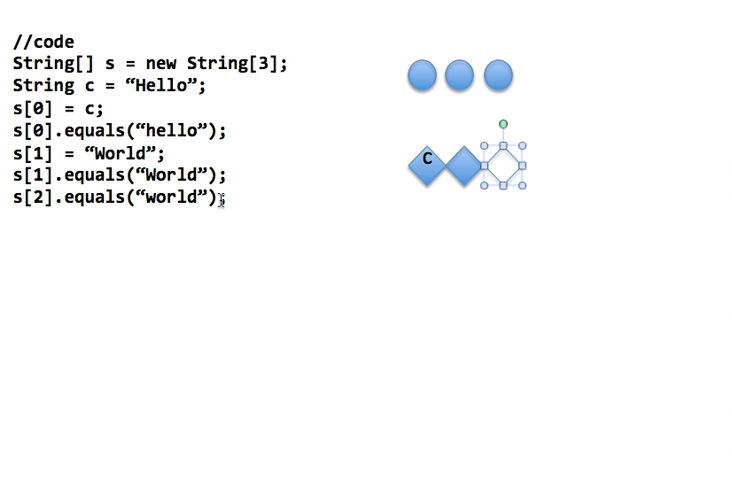 //code
String[] s = new String[3];
String c = “Hello”;
s[0] = c;
s[0].equals(“hello”);
s[1] = “World”;
s[1].equals(“World”);
s[2].equals(“world”);
C